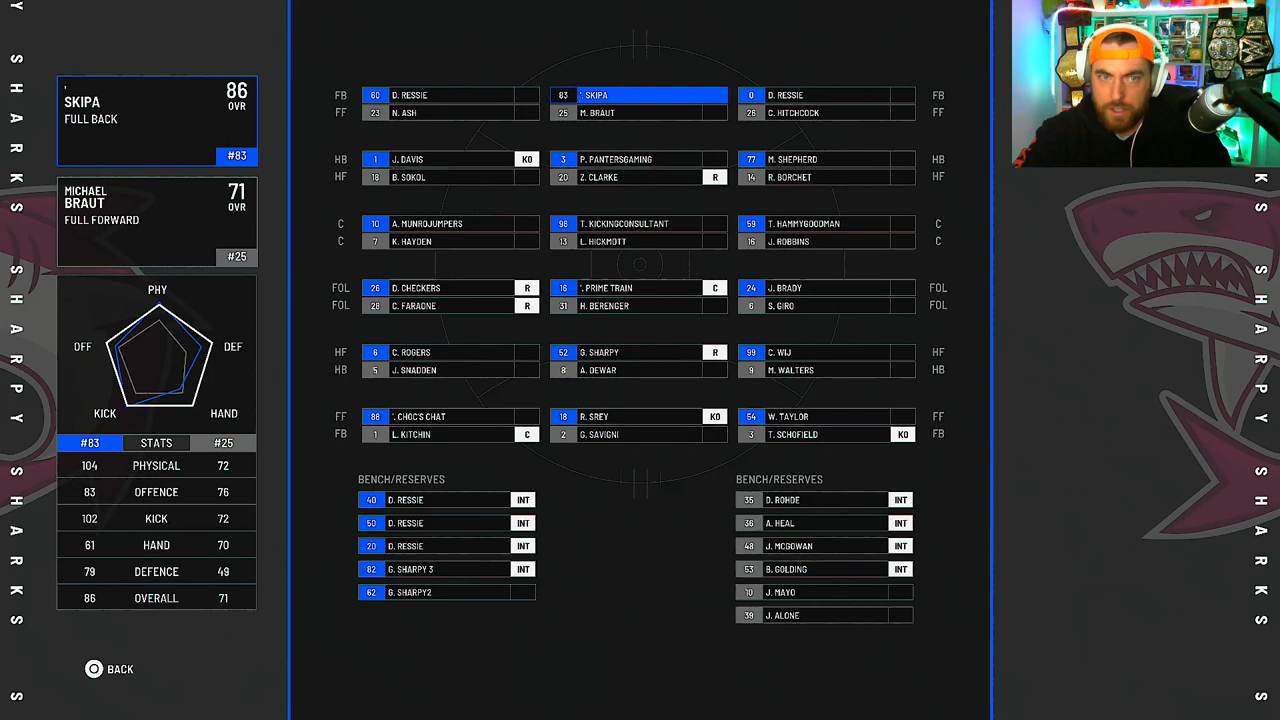 SHARKS SHARPY SHARKS
'
SKIPA
FULL BACK
86
OVR
#83
MICHAEL
BRAUT
FULL FORWARD
71
OVR
#25
PHY
OFF DEF
KICK HAND
#83 STATS #25
104 PHYSICAL 72
83 OFFENCE 76
102 KICK 72
61 HAND 70
79 DEFENCE 49
86 OVERALL 71
BACK
FB 60 D. RESSIE 83 '. SKIPA 0 D. RESSIE FB
FF 23 N. ASH 25 M. BRAUT 26 C. HITCHCOCK FF
HB 1 J. DAVIS KO 3 P. PANTERSGAMING 77 M. SHEPHERD HB
HF 18 B. SOKOL 20 Z. CLARKE R 14 R. BORCHET HF
C 10 A. MUNROJUMPERS 98 T. KICKINGCONSULTANT 59 T. HAMMYGOODMAN C
C 7 K. HAYDEN 13 L. HICKMOTT 16 J. ROBBINS C
FOL 26 D. CHECKERS R 16 '. PRIME TRAIN C 24 J. BRADY FOL
FOL 28 C. FARAONE R 31 H. BERENGER 6 S. GIRO FOL
HF 6 C. ROGERS 52 G. SHARPY R 99 C. WIJ HF
HB 5 J. SNADDEN 8 A. DEWAR 9 M. WALTERS HB
FF 86 '. CHOC'S CHAT 18 R. SREY KO 54 W. TAYLOR FF
FB 1 L. KITCHIN C 2 G. SAVIGNI 3 T. SCHOFIELD KO FB
BENCH/RESERVES
40 D. RESSIE INT
50 D. RESSIE INT
20 D. RESSIE INT
82 G. SHARPY 3 INT
62 G. SHARPY2
BENCH/RESERVES
35 D. ROHDE INT
36 A. HEAL INT
48 J. MCGOWAN INT
53 B. GOLDING INT
10 J. MAYO
39 J. ALONE